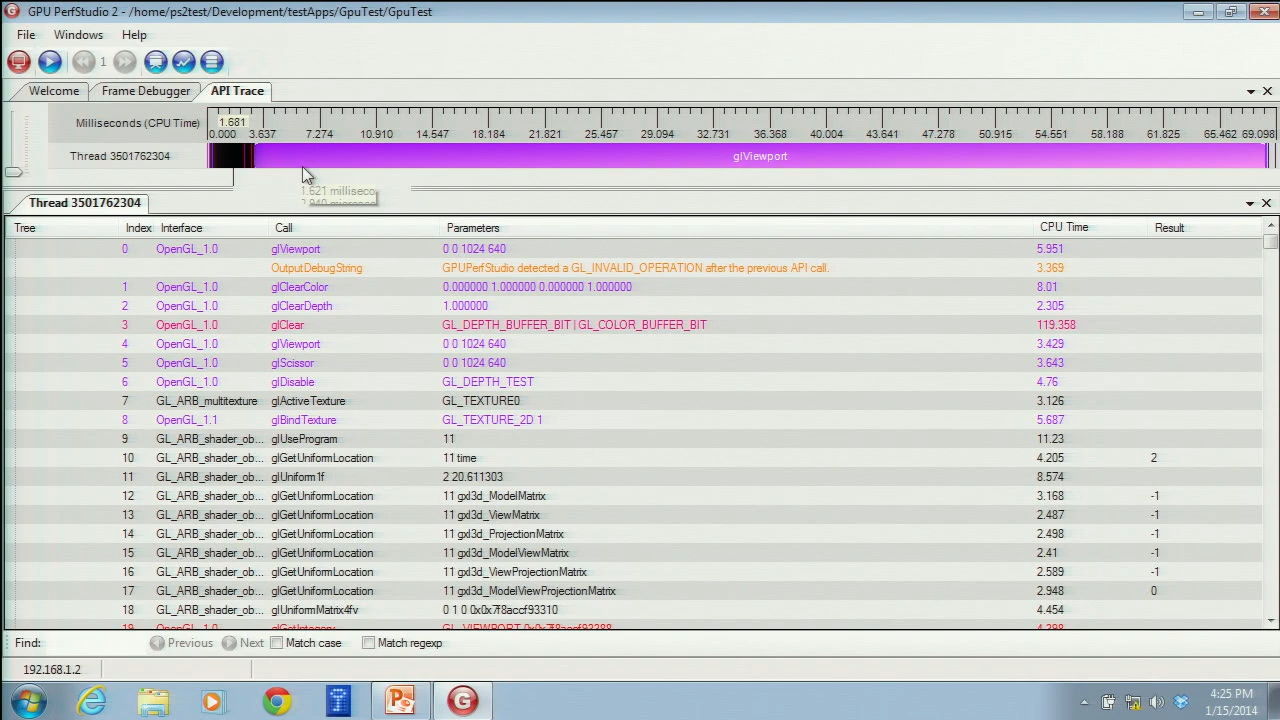 GPU PerfStudio 2 - /home/ps2test/Development/testApps/GpuTest/GpuTest
File Windows Help
1
Welcome Frame Debugger API Trace
Milliseconds (CPU Time) 1.681
0.000 3.637 7.274 10.910 14.547 18.184 21.821 25.457 29.094 32.731 36.368 40.004 43.641 47.278 50.915 54.551 58.188 61.825 65.462 69.098
Thread 3501762304 glViewport
1.621 milliseco
Thread 3501762304
Tree Index Interface Call Parameters CPU Time Result
0 OpenGL_1.0 glViewport 0 0 1024 640 5.951
OutputDebugString GPUPerfStudio detected a GL_INVALID_OPERATION after the previous API call. 3.369
1 OpenGL_1.0 glClearColor 0.000000 1.000000 0.000000 1.000000 8.01
2 OpenGL_1.0 glClearDepth 1.000000 2.305
3 OpenGL_1.0 glClear GL_DEPTH_BUFFER_BIT | GL_COLOR_BUFFER_BIT 119.358
4 OpenGL_1.0 glViewport 0 0 1024 640 3.429
5 OpenGL_1.0 glScissor 0 0 1024 640 3.643
6 OpenGL_1.0 glDisable GL_DEPTH_TEST 4.76
7 GL_ARB_multitexture glActiveTexture GL_TEXTURE0 3.126
8 OpenGL_1.1 glBindTexture GL_TEXTURE_2D 1 5.687
9 GL_ARB_shader_ob... glUseProgram 11 11.23
10 GL_ARB_shader_ob... glGetUniformLocation 11 time 4.205 2
11 GL_ARB_shader_ob... glUniform1f 2 20.611303 8.574
12 GL_ARB_shader_ob... glGetUniformLocation 11 gxl3d_ModelMatrix 3.168 -1
13 GL_ARB_shader_ob... glGetUniformLocation 11 gxl3d_ViewMatrix 2.487 -1
14 GL_ARB_shader_ob... glGetUniformLocation 11 gxl3d_ProjectionMatrix 2.498 -1
15 GL_ARB_shader_ob... glGetUniformLocation 11 gxl3d_ModelViewMatrix 2.41 -1
16 GL_ARB_shader_ob... glGetUniformLocation 11 gxl3d_ViewProjectionMatrix 2.589 -1
17 GL_ARB_shader_ob... glGetUniformLocation 11 gxl3d_ModelViewProjectionMatrix 2.948 0
18 GL_ARB_shader_ob... glUniformMatrix4fv 0 1 0 0x0x7f8accf93310 4.454
19 OpenGL_1.0 glGetIntegerv GL_VIEWPORT 0x0x7f8accf93388 4.298
Find: Previous Next Match case Match regexp
192.168.1.2
4:25 PM
1/15/2014